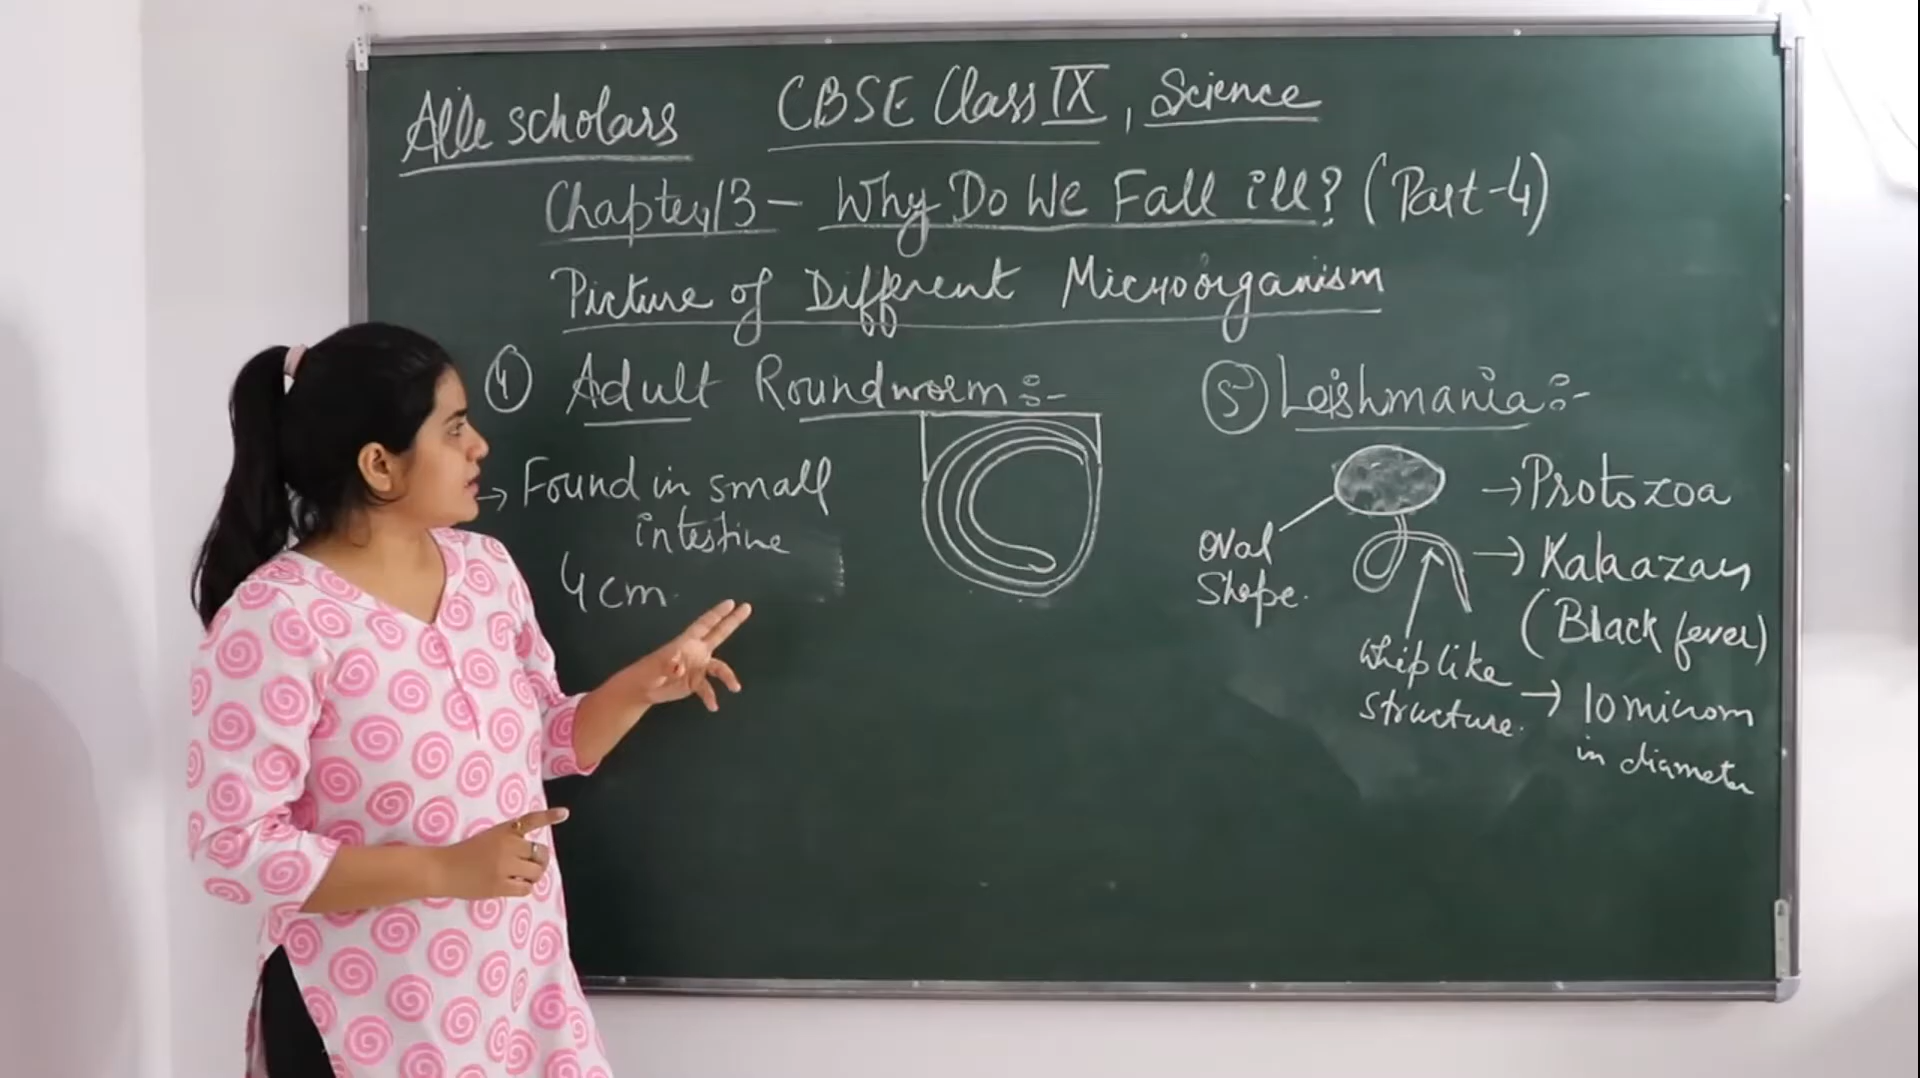 Alle scholars
CBSE Class IX, Science
Chapter 13 - Why Do We Fall ill? (Part-4)
Picture of Different Microorganism
④ Adult Roundworm:-
→ Found in small
intestine
4 cm.
⑤ Leishmania:-
Oval
Shape.
Whiplike
structure.
→ Protozoa
→ Kalaazar
(Black fever)
→ 10 microm
in diameter